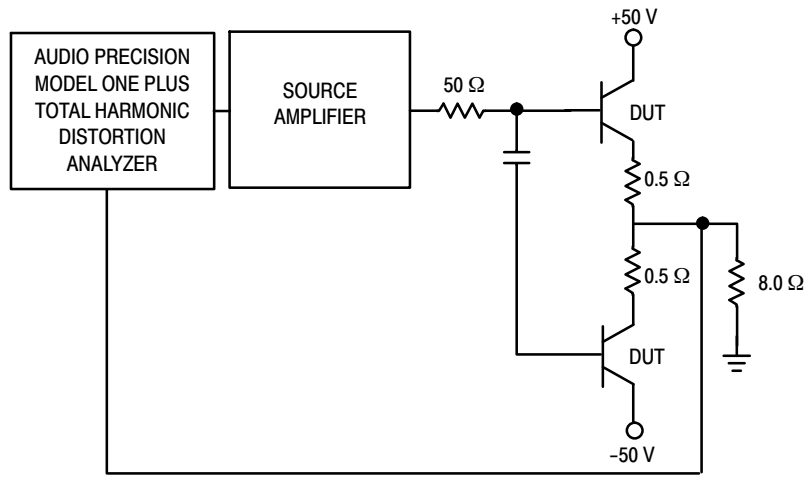 +50 V
AUDIO PRECISION
MODEL ONE PLUS
TOTAL HARMONIC
DISTORTION
ANALYZER
SOURCE
AMPLIFIER
50 Ω
DUT
0.5 Ω
0.5 Ω
8.0 Ω
DUT
−50 V